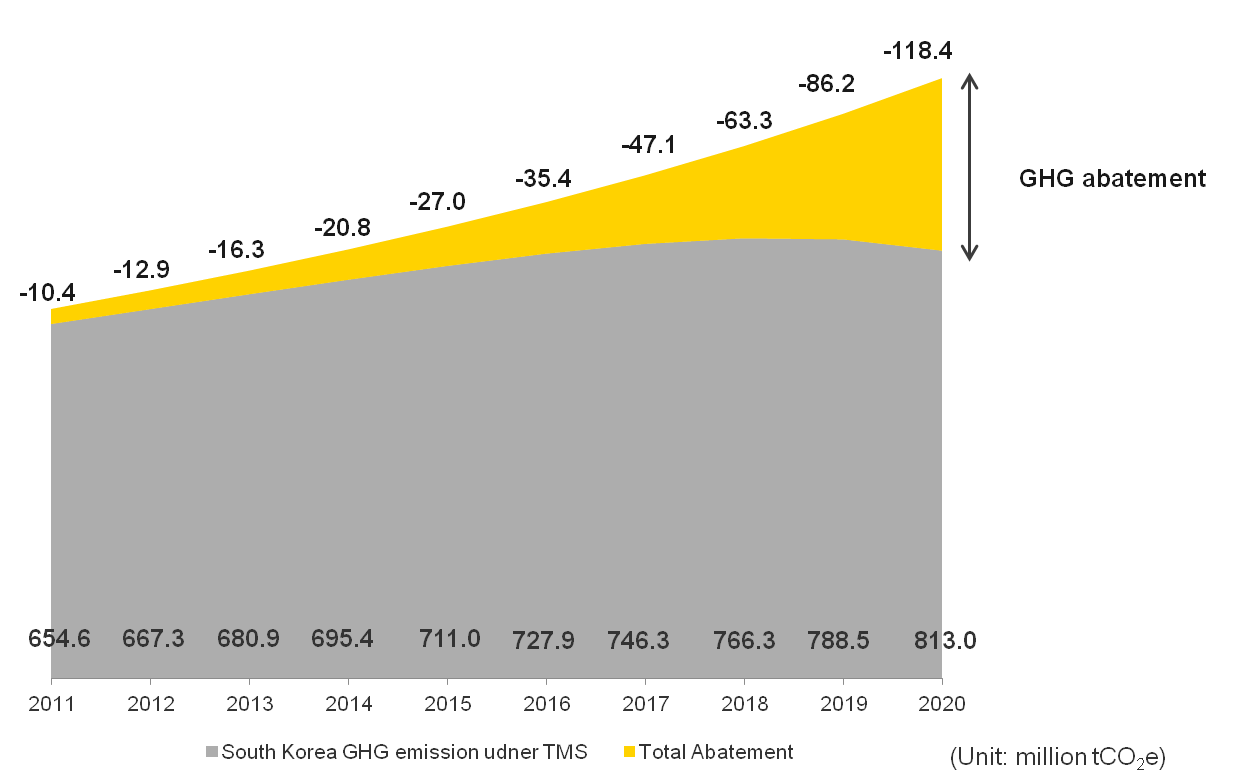 -118.4
-86.2
-63.3
-47.1
-35.4
-27.0
-20.8
-16.3
-12.9
-10.4
GHG abatement
654.6 667.3 680.9 695.4 711.0 727.9 746.3 766.3 788.5 813.0
2011 2012 2013 2014 2015 2016 2017 2018 2019 2020
South Korea GHG emission udner TMS Total Abatement
(Unit: million tCO₂e)